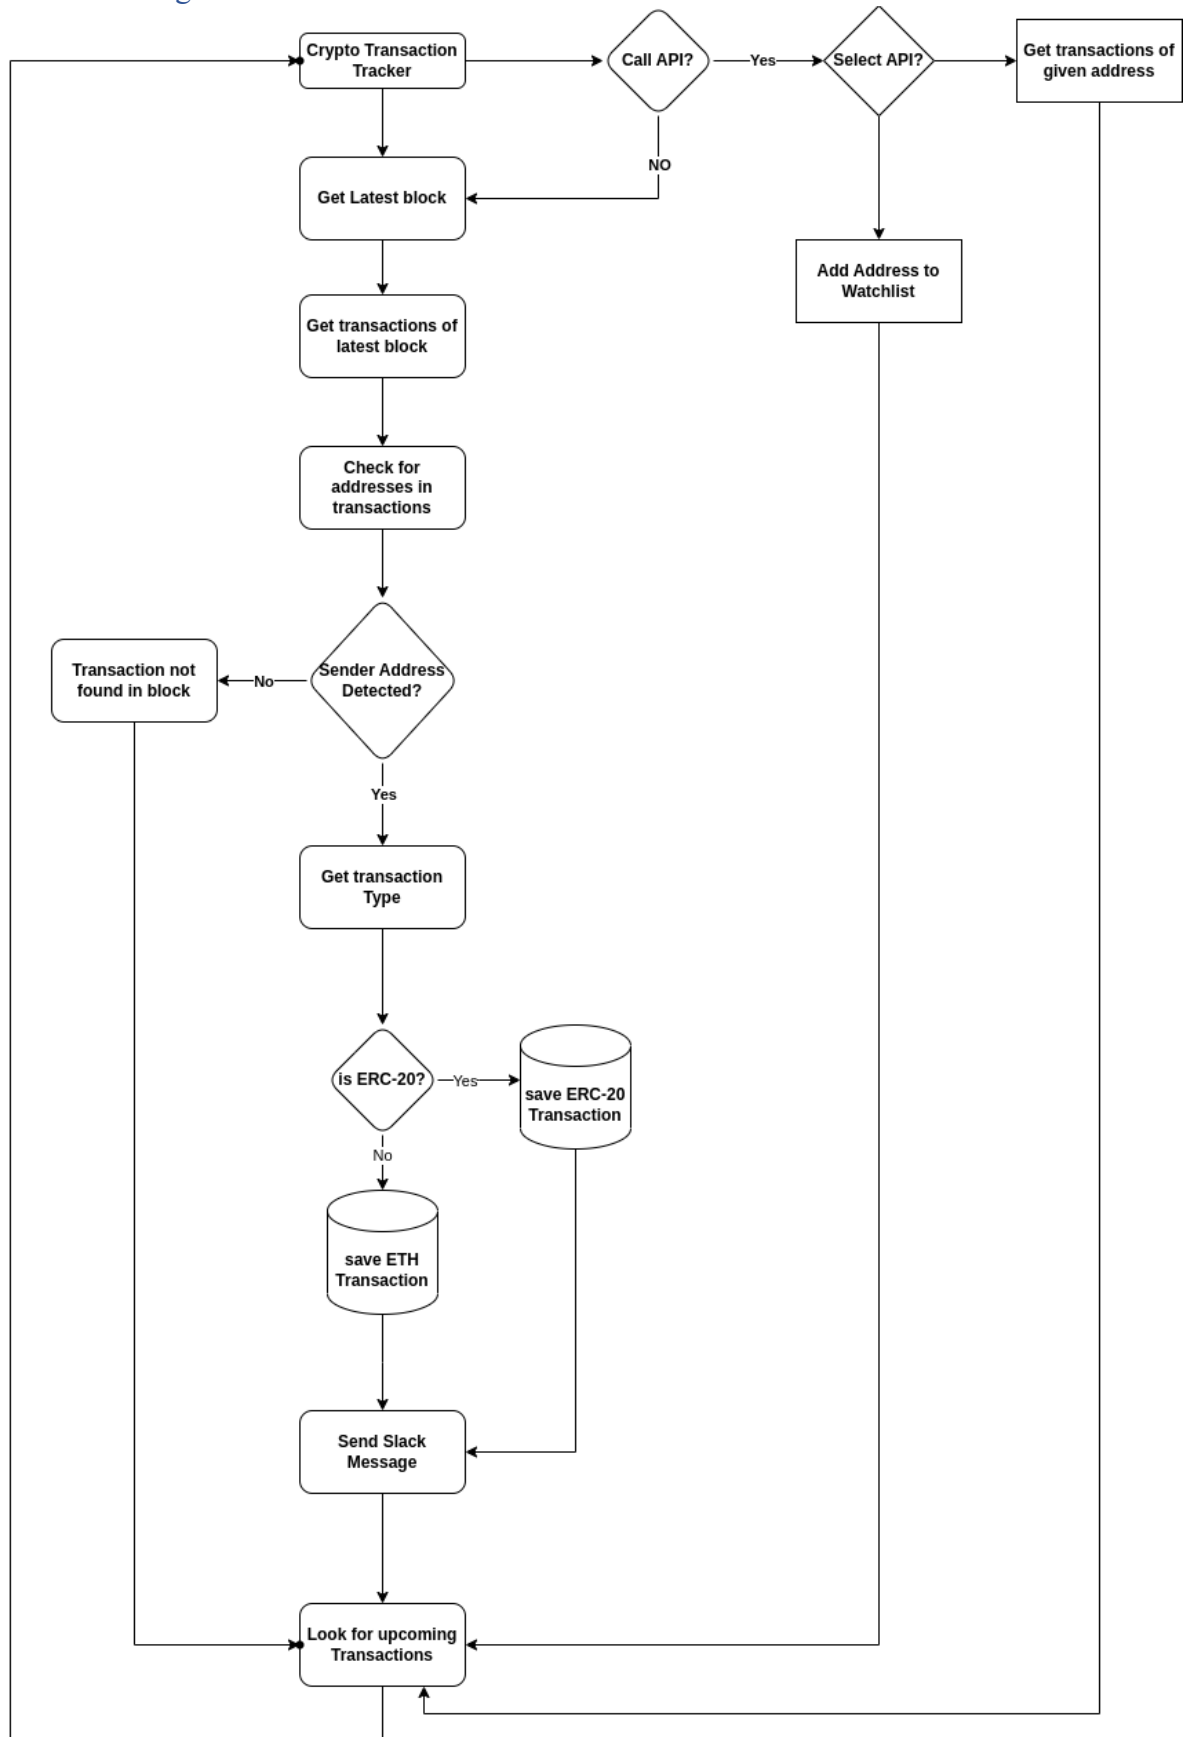 Crypto Transaction
Tracker
Call API?
Yes
Select API?
Get transactions of
given address
NO
Get Latest block
Add Address to
Watchlist
Get transactions of
latest block
Check for
addresses in
transactions
Sender Address
Detected?
No
Transaction not
found in block
Yes
Get transaction
Type
is ERC-20?
Yes
save ERC-20
Transaction
No
save ETH
Transaction
Send Slack
Message
Look for upcoming
Transactions